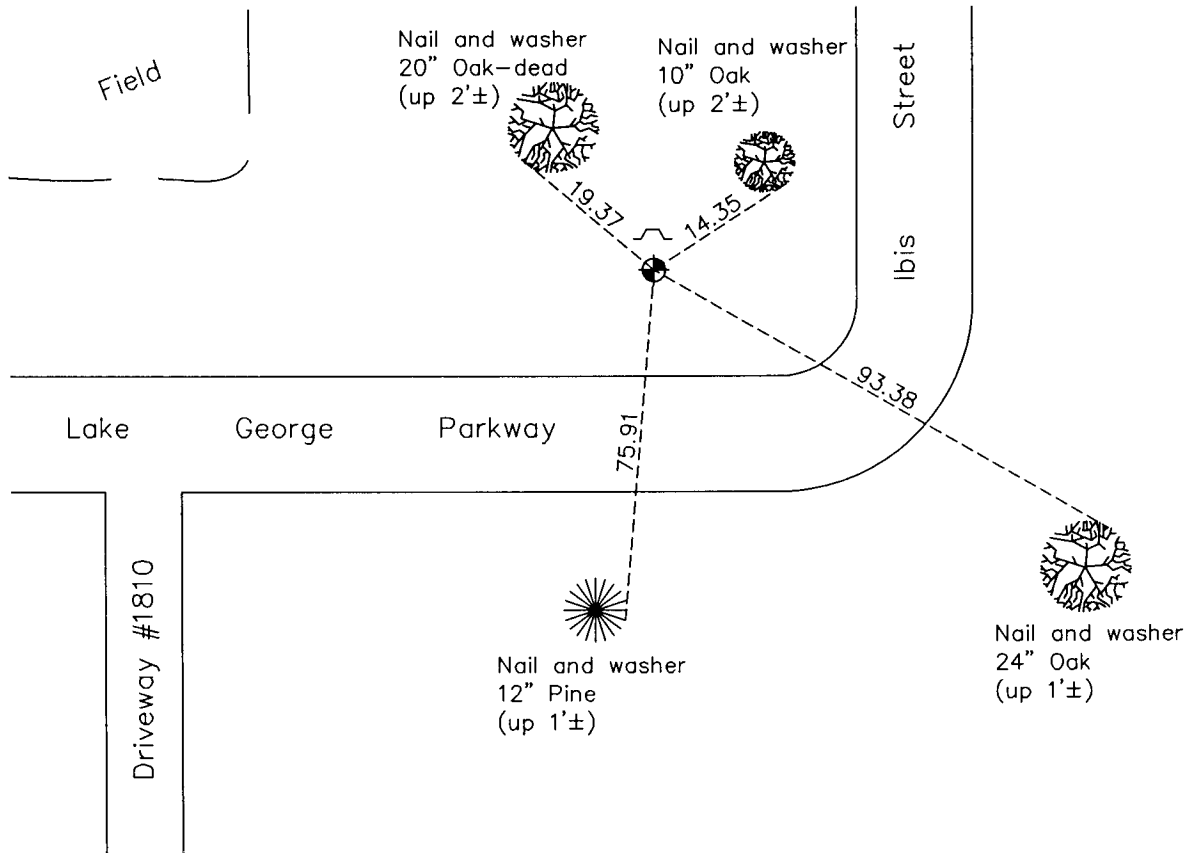 Field
Nail and washer
20" Oak-dead
(up 2'±)
Nail and washer
10" Oak
(up 2'±)
Ibis Street
19.37
14.35
93.38
75.91
Lake George Parkway
Driveway #1810
Nail and washer
12" Pine
(up 1'±)
Nail and washer
24" Oak
(up 1'±)